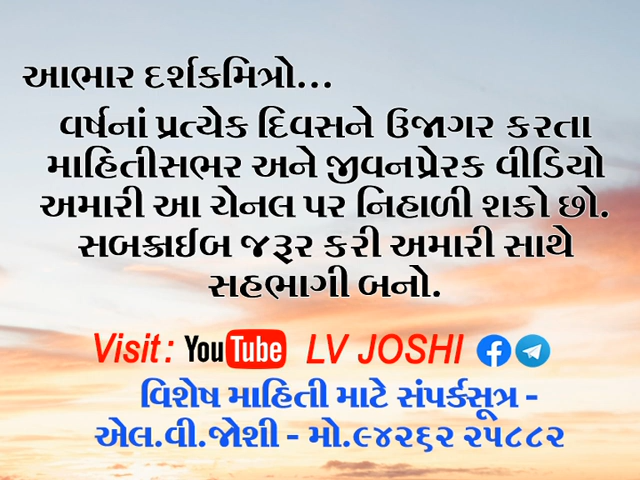 આભાર દર્શકમિત્રો...
વર્ષનાં પ્રત્યેક દિવસને ઉજાગર કરતા
માહિતીસભર અને જીવનપ્રેરક વીડિયો
અમારી આ ચેનલ પર નિહાળી શકો છો.
સબસ્ક્રાઈબ જરૂર કરી અમારી સાથે
સહભાગી બનો.
Visit : YouTube LV JOSHI
વિશેષ માહિતી માટે સંપર્કસૂત્ર -
એલ.વી.જોશી - મો.૯૪૨૬૨ ૨૫૮૮૨